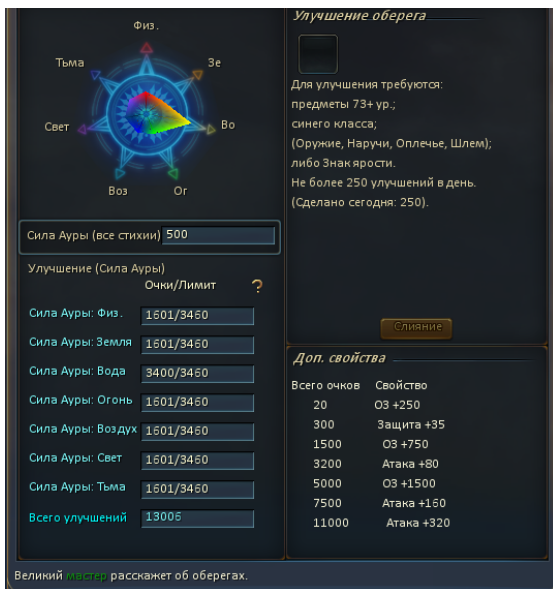 Физ.
Тьма
Зе
Свет
Во
Воз
Ог
Сила Ауры (все стихии) 500
Улучшение (Сила Ауры)
Очки/Лимит ?
Сила Ауры: Физ. 1601/3460
Сила Ауры: Земля 1601/3460
Сила Ауры: Вода 3400/3460
Сила Ауры: Огонь 1601/3460
Сила Ауры: Воздух 1601/3460
Сила Ауры: Свет 1601/3460
Сила Ауры: Тьма 1601/3460
Всего улучшений 13006
Улучшение оберега
Для улучшения требуются:
предметы 73+ ур.;
синего класса;
(Оружие, Наручи, Оплечье, Шлем);
либо Знак ярости.
Не более 250 улучшений в день.
(Сделано сегодня: 250).
Слияние
Доп. свойства
Всего очков Свойство
20 ОЗ +250
300 Защита +35
1500 ОЗ +750
3200 Атака +80
5000 ОЗ +1500
7500 Атака +160
11000 Атака +320
Великий мастер расскажет об оберегах.